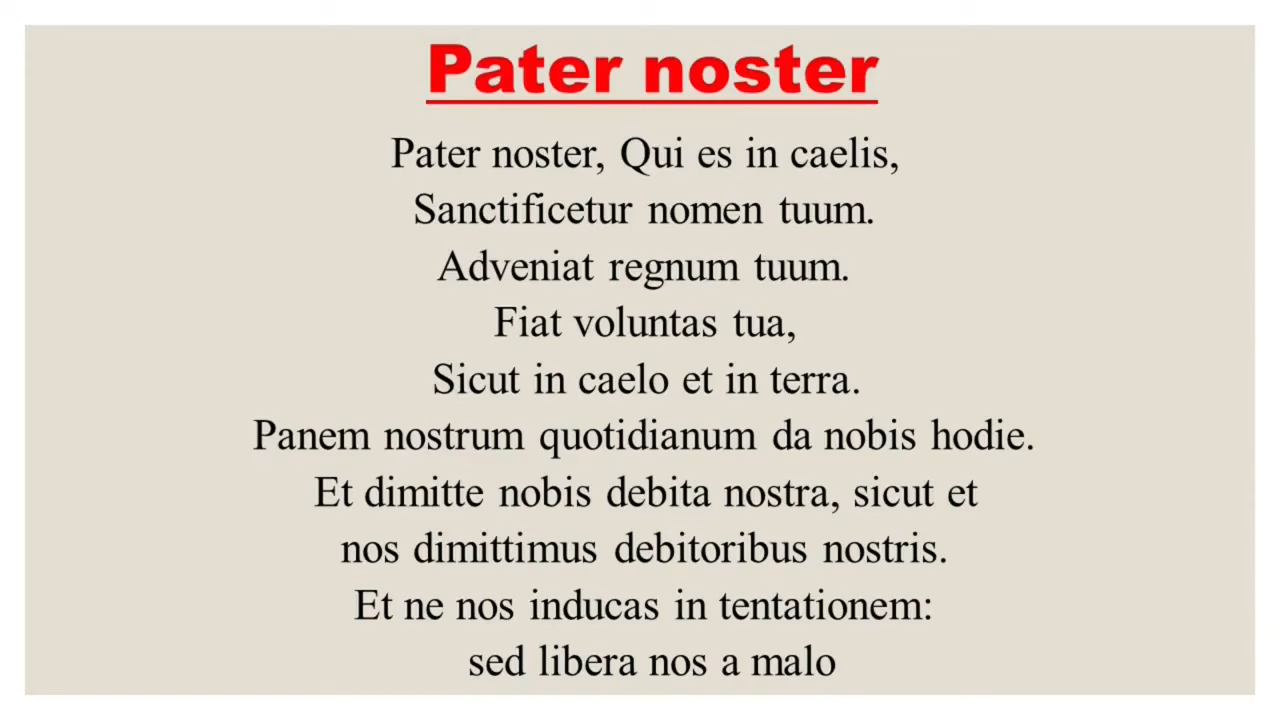 Pater noster
Pater noster, Qui es in caelis,
Sanctificetur nomen tuum.
Adveniat regnum tuum.
Fiat voluntas tua,
Sicut in caelo et in terra.
Panem nostrum quotidianum da nobis hodie.
Et dimitte nobis debita nostra, sicut et
nos dimittimus debitoribus nostris.
Et ne nos inducas in tentationem:
sed libera nos a malo